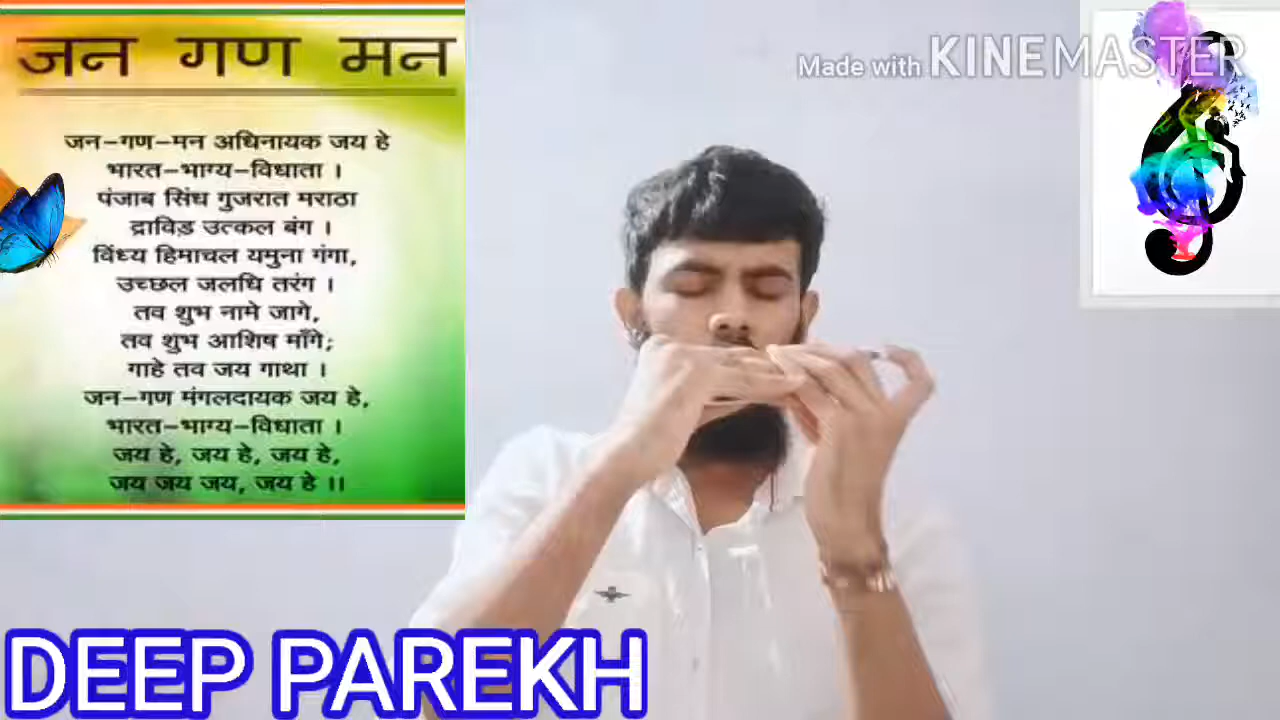 जन गण मन
जन-गण-मन अधिनायक जय हे
भारत-भाग्य-विधाता ।
पंजाब सिंध गुजरात मराठा
द्राविड़ उत्कल बंग ।
विंध्य हिमाचल यमुना गंगा,
उच्छल जलधि तरंग ।
तव शुभ नामे जागे,
तव शुभ आशिष माँगे;
गाहे तव जय गाथा ।
जन-गण मंगलदायक जय हे,
भारत-भाग्य-विधाता ।
जय हे, जय हे, जय हे,
जय जय जय, जय हे ।।
Made with KINEMASTER
DEEP PAREKH